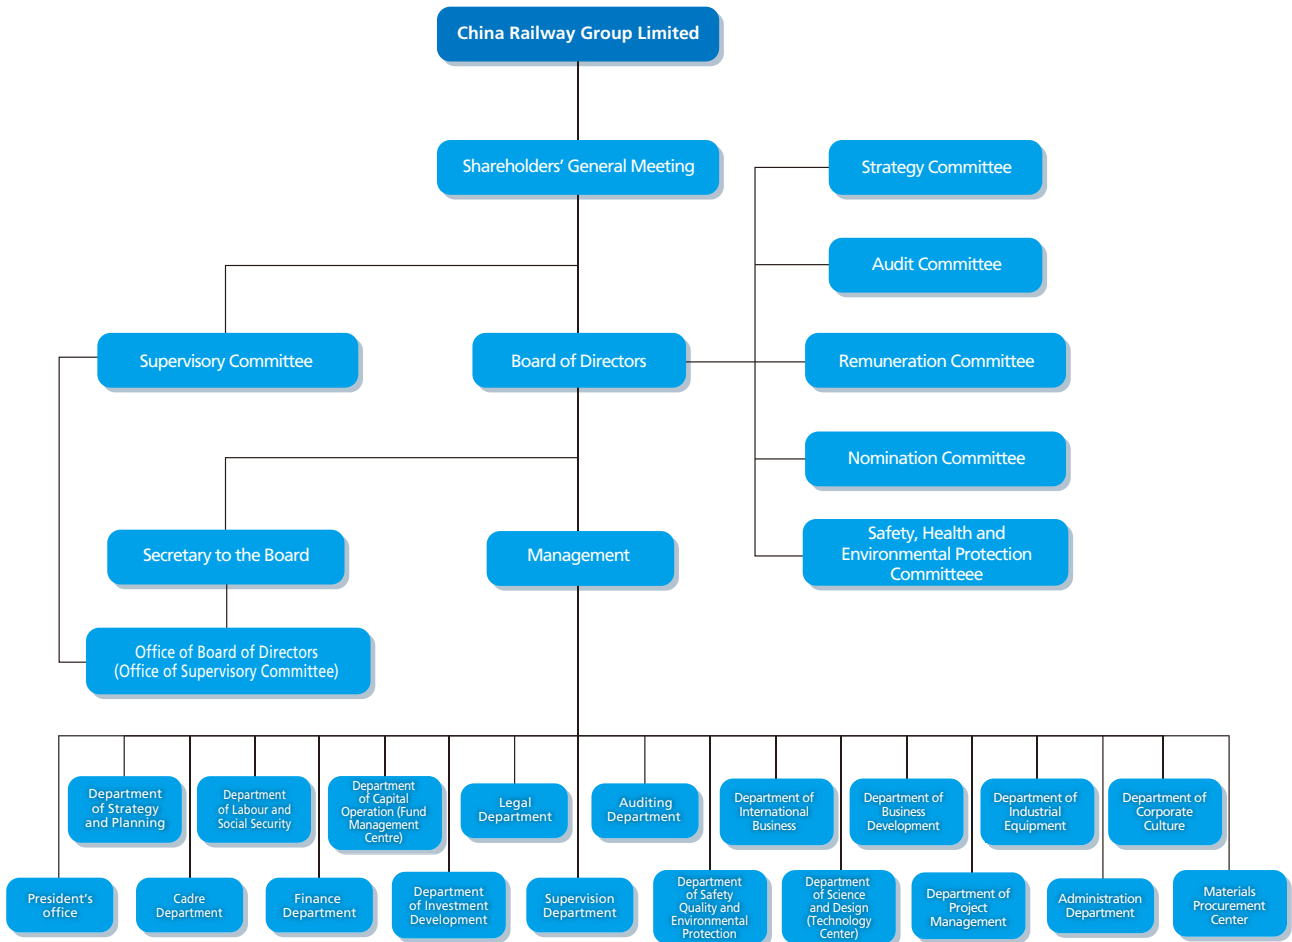 China Railway Group Limited
Shareholders’ General Meeting
Strategy Committee
Audit Committee
Supervisory Committee
Board of Directors
Remuneration Committee
Nomination Committee
Secretary to the Board
Management
Safety, Health and
Environmental Protection
Committeee
Office of Board of Directors
(Office of Supervisory Committee)
Department
of Strategy
and Planning
Department
of Labour and
Social Security
Department
of Capital
Operation (Fund
Management
Centre)
Legal
Department
Auditing
Department
Department of
International
Business
Department of
Business
Development
Department of
Industrial
Equipment
Department of
Corporate
Culture
President’s
office
Cadre
Department
Finance
Department
Department
of Investment
Development
Supervision
Department
Department
of Safety
Quality and
Environmental
Protection
Department
of Science
and Design
(Technology
Center)
Department of
Project
Management
Administration
Department
Materials
Procurement
Center